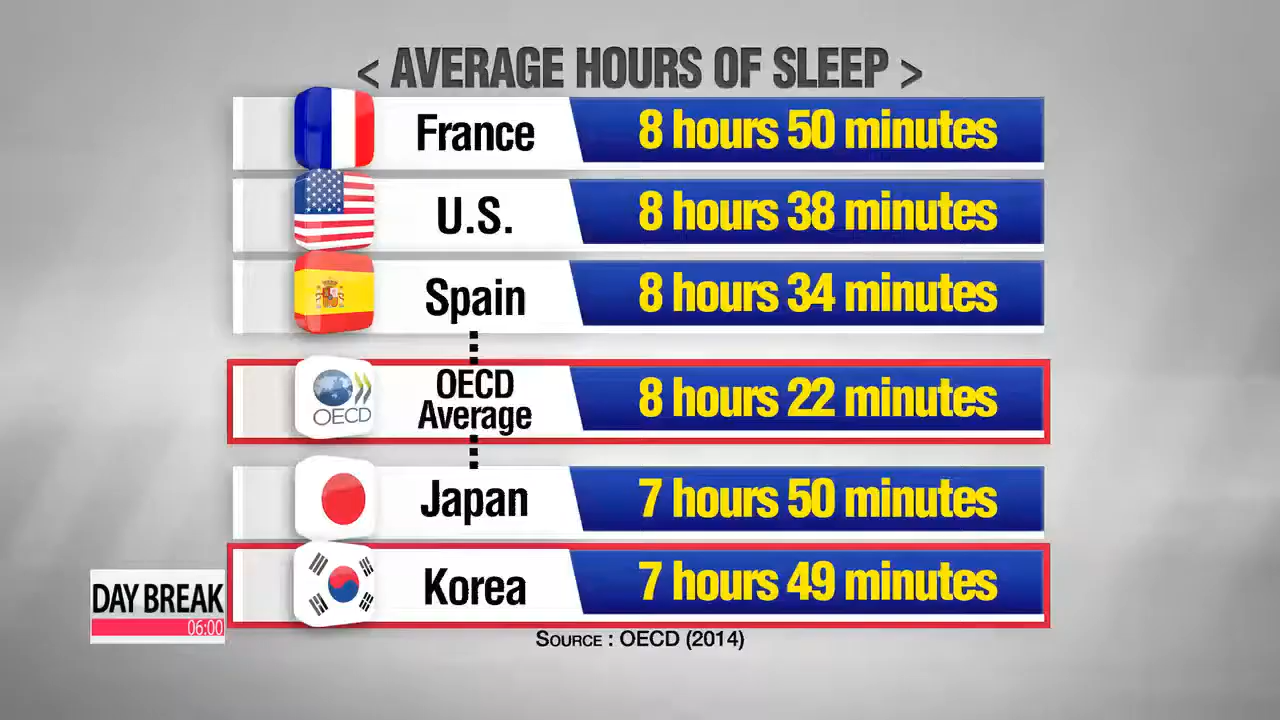 < AVERAGE HOURS OF SLEEP >
France 8 hours 50 minutes
U.S. 8 hours 38 minutes
Spain 8 hours 34 minutes
OECD
OECD
Average
8 hours 22 minutes
Japan 7 hours 50 minutes
Korea 7 hours 49 minutes
DAY BREAK
06:00
SOURCE : OECD (2014)